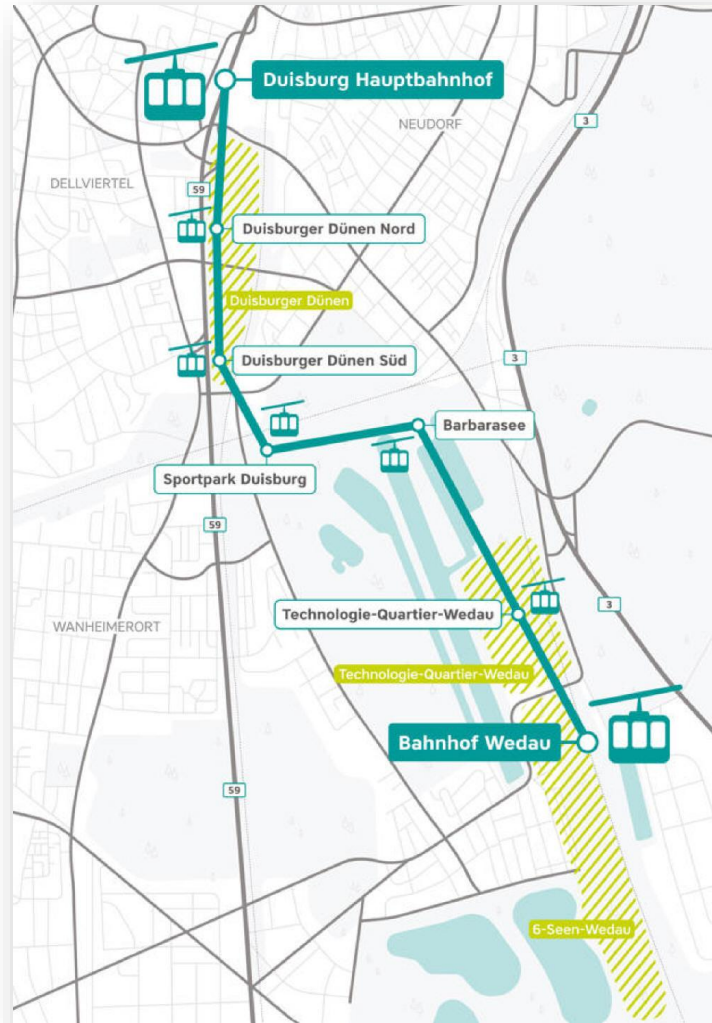 Duisburg Hauptbahnhof
3
NEUDORF
DELLVIERTEL
59
Duisburger Dünen Nord
Duisburger Dünen
3
Duisburger Dünen Süd
Barbarasee
Sportpark Duisburg
59
3
Technologie-Quartier-Wedau
WANHEIMERORT
Technologie-Quartier-Wedau
Bahnhof Wedau
59
6-Seen-Wedau